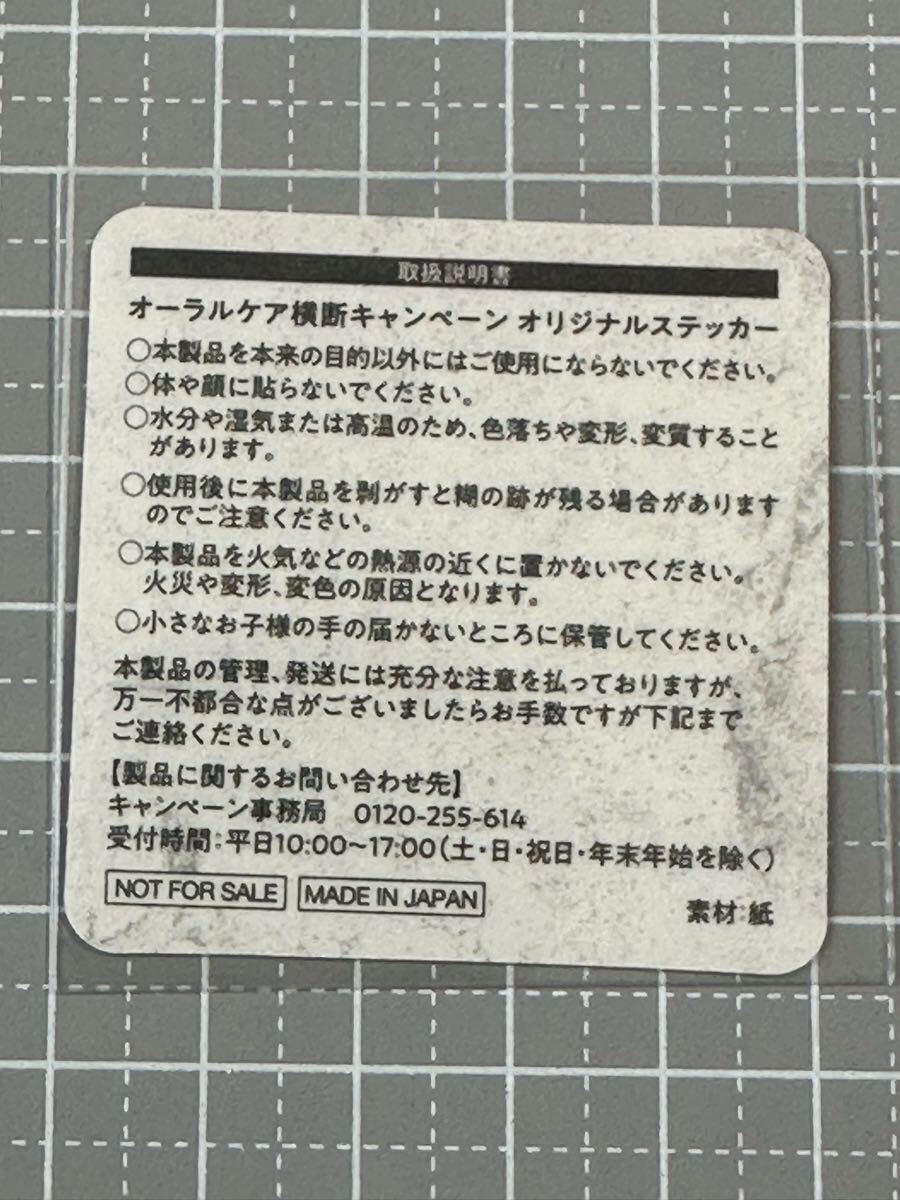 取扱説明書
オーラルケア横断キャンペーン オリジナルステッカー
○本製品を本来の目的以外にはご使用にならないでください。
○体や顔に貼らないでください。
○水分や湿気または高温のため、色落ちや変形、変質すること
があります。
○使用後に本製品を剥がすと糊の跡が残る場合があります
のでご注意ください。
○本製品を火気などの熱源の近くに置かないでください。
火災や変形、変色の原因となります。
○小さなお子様の手の届かないところに保管してください。
本製品の管理、発送には充分な注意を払っておりますが、
万一不都合な点がございましたらお手数ですが下記まで
ご連絡ください。
【製品に関するお問い合わせ先】
キャンペーン事務局 0120-255-614
受付時間:平日10:00〜17:00(土・日・祝日・年末年始を除く)
NOT FOR SALE MADE IN JAPAN 素材:紙